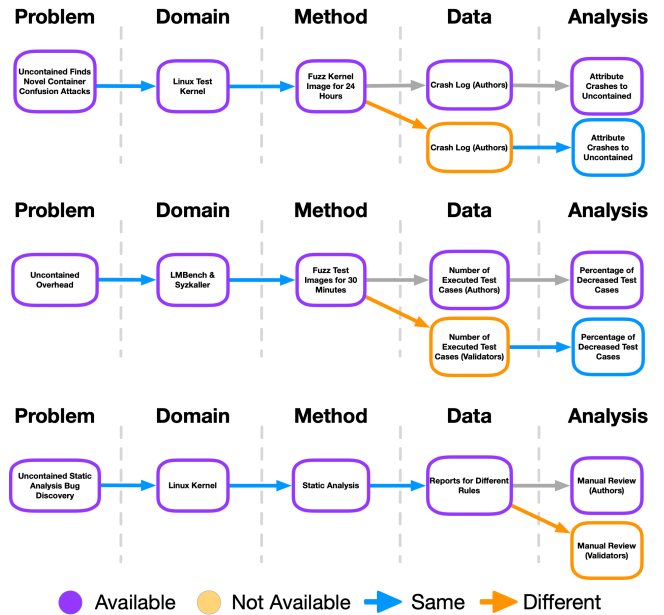 Problem Domain Method Data Analysis
Uncontained Finds
Novel Container
Confusion Attacks
Linux Test
Kernel
Fuzz Kernel
Image for 24
Hours
Crash Log (Authors)
Attribute
Crashes to
Uncontained
Crash Log (Authors)
Attribute
Crashes to
Uncontained
Problem Domain Method Data Analysis
Uncontained
Overhead
LMBench &
Syzkaller
Fuzz Test
Images for 30
Minutes
Number of
Executed Test
Cases (Authors)
Percentage of
Decreased Test
Cases
Number of
Executed Test
Cases (Validators)
Percentage of
Decreased Test
Cases
Problem Domain Method Data Analysis
Uncontained Static
Analysis Bug
Discovery
Linux Kernel
Static Analysis
Reports for Different
Rules
Manual Review
(Authors)
Manual Review
(Validators)
Available Not Available Same Different